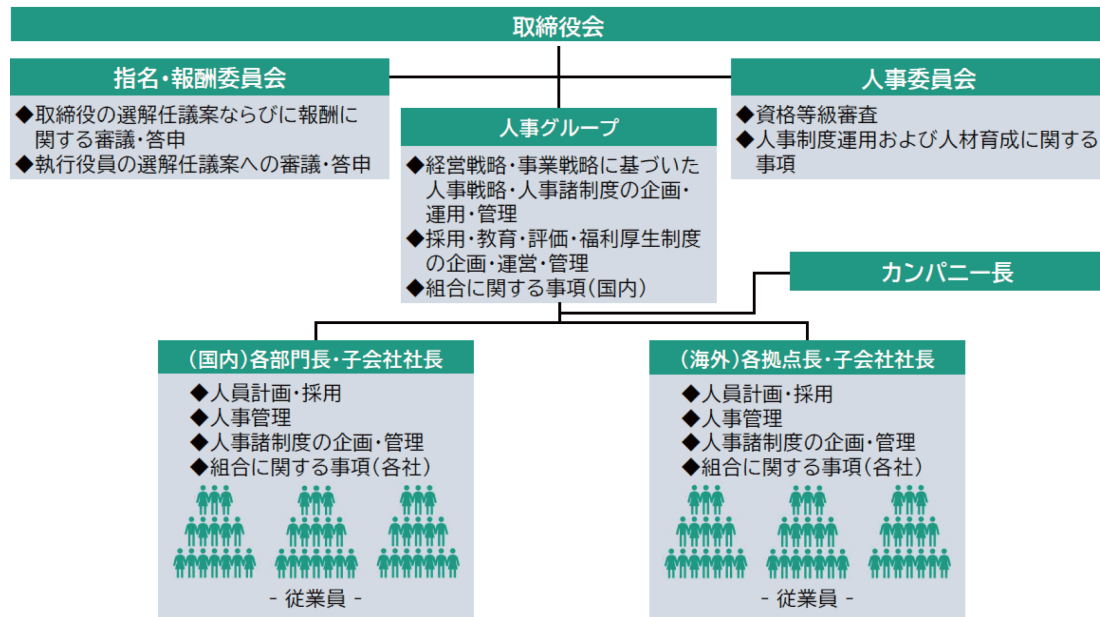 取締役会
指名・報酬委員会
◆取締役の選解任議案ならびに報酬に
関する審議・答申
◆執行役員の選解任議案への審議・答申
人事委員会
◆資格等級審査
◆人事制度運用および人材育成に関する
事項
人事グループ
◆経営戦略・事業戦略に基づいた
人事戦略・人事諸制度の企画・
運用・管理
◆採用・教育・評価・福利厚生制度
の企画・運営・管理
◆組合に関する事項(国内)
カンパニー長
(国内)各部門長・子会社社長
◆人員計画・採用
◆人事管理
◆人事諸制度の企画・管理
◆組合に関する事項(各社)
- 従業員 -
(海外)各拠点長・子会社社長
◆人員計画・採用
◆人事管理
◆人事諸制度の企画・管理
◆組合に関する事項(各社)
- 従業員 -